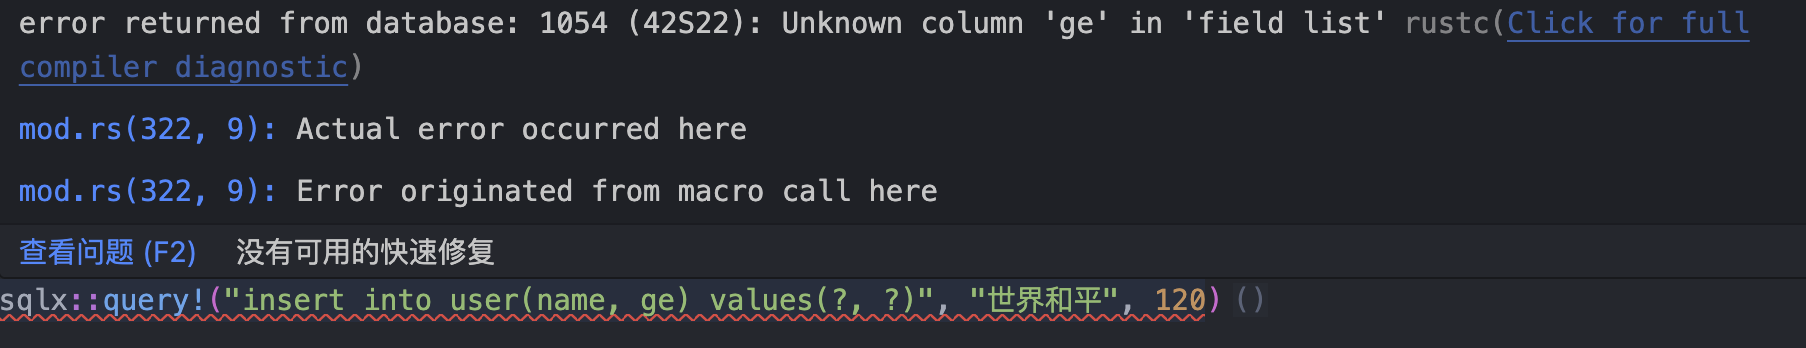 error returned from database: 1054 (42S22): Unknown column 'ge' in 'field list' rustc(Click for full
compiler diagnostic)
mod.rs(322, 9): Actual error occurred here
mod.rs(322, 9): Error originated from macro call here
查看问题 (F2) 没有可用的快速修复
sqlx::query!("insert into user(name, ge) values(?, ?)", "世界和平", 120) ()